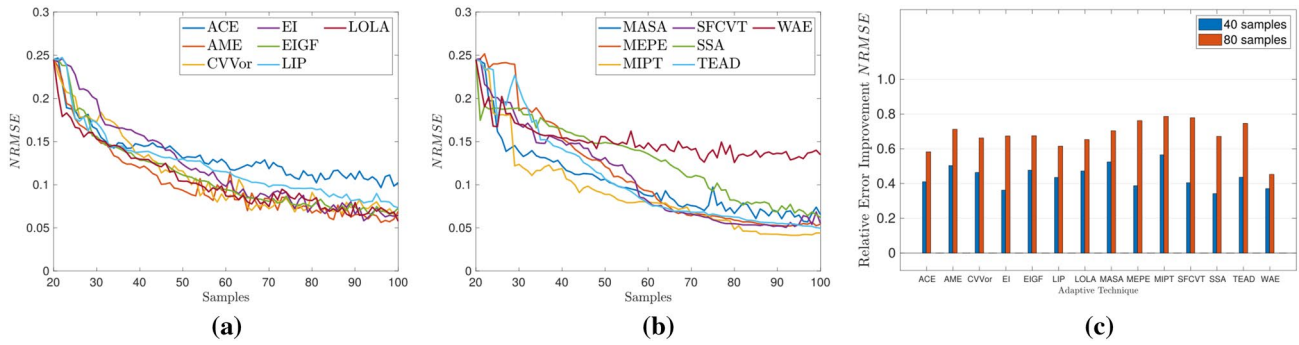 0.3
0.25
0.2
0.15
0.1
0.05
0
NRMSE
ACE EI LOLA
AME EIGF
CVVor LIP
20 30 40 50 60 70 80 90 100
Samples
(a)
0.3
0.25
0.2
0.15
0.1
0.05
0
NRMSE
MASA SFCVT WAE
MEPE SSA
MIPT TEAD
20 30 40 50 60 70 80 90 100
Samples
(b)
Relative Error Improvement NRMSE
1.0
0.8
0.6
0.4
0.2
0
40 samples
80 samples
ACE AME CVVor EI EIGF LIP LOLA MASA MEPE MIPT SFCVT SSA TEAD WAE
Adaptive Technique
(c)